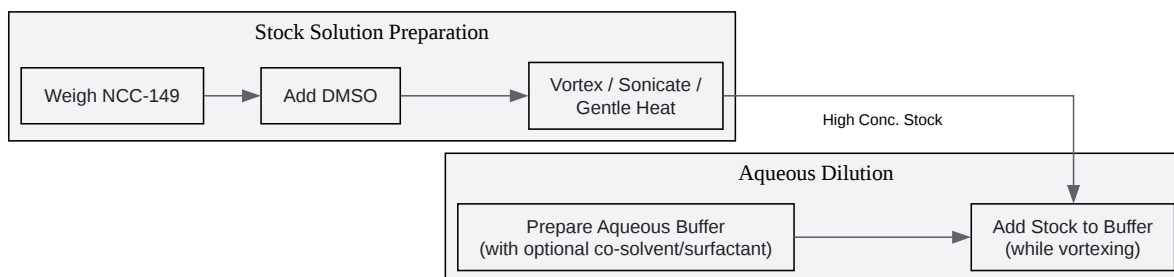 Stock Solution Preparation
Weigh NCC-149
Add DMSO
Vortex / Sonicate /
Gentle Heat
High Conc. Stock
Aqueous Dilution
Prepare Aqueous Buffer
(with optional co-solvent/surfactant)
Add Stock to Buffer
(while vortexing)